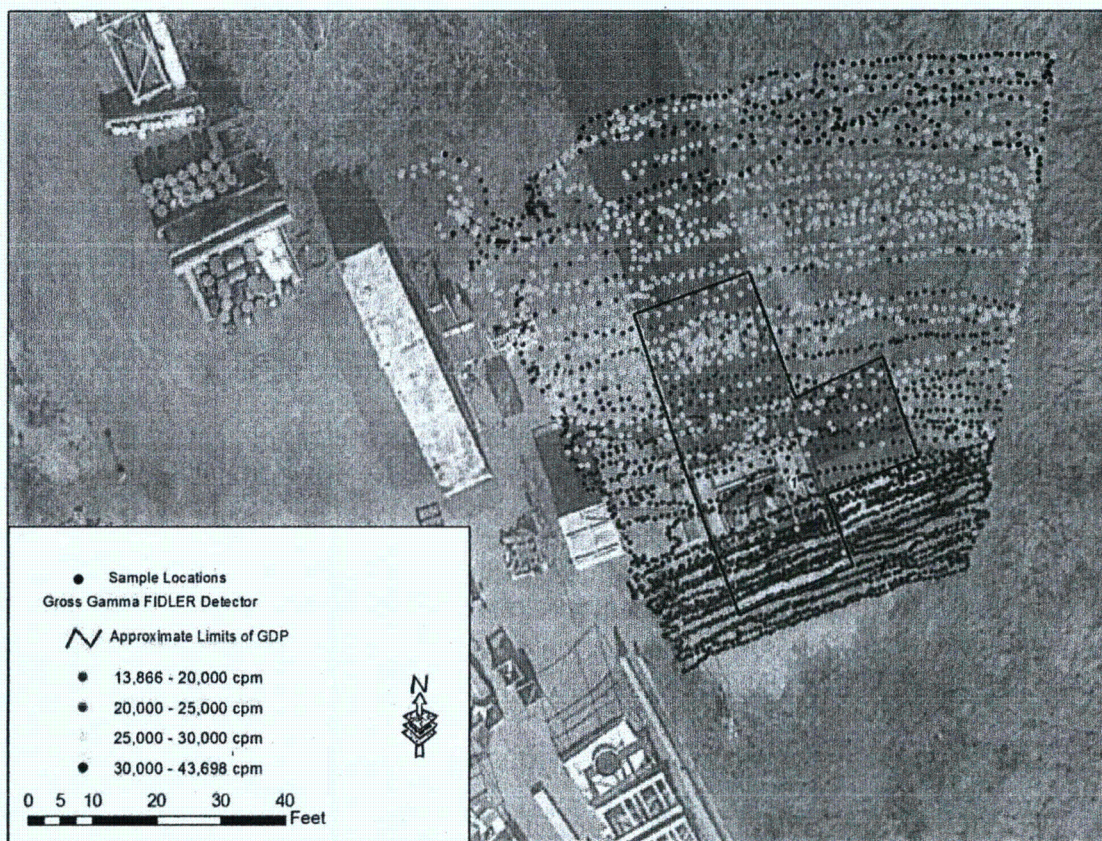 Sample Locations
Gross Gamma FIDLER Detector
Approximate Limits of GDP
13,866 - 20,000 cpm
20,000 - 25,000 cpm
25,000 - 30,000 cpm
30,000 - 43,698 cpm
N
0 5 10 20 30 40
Feet